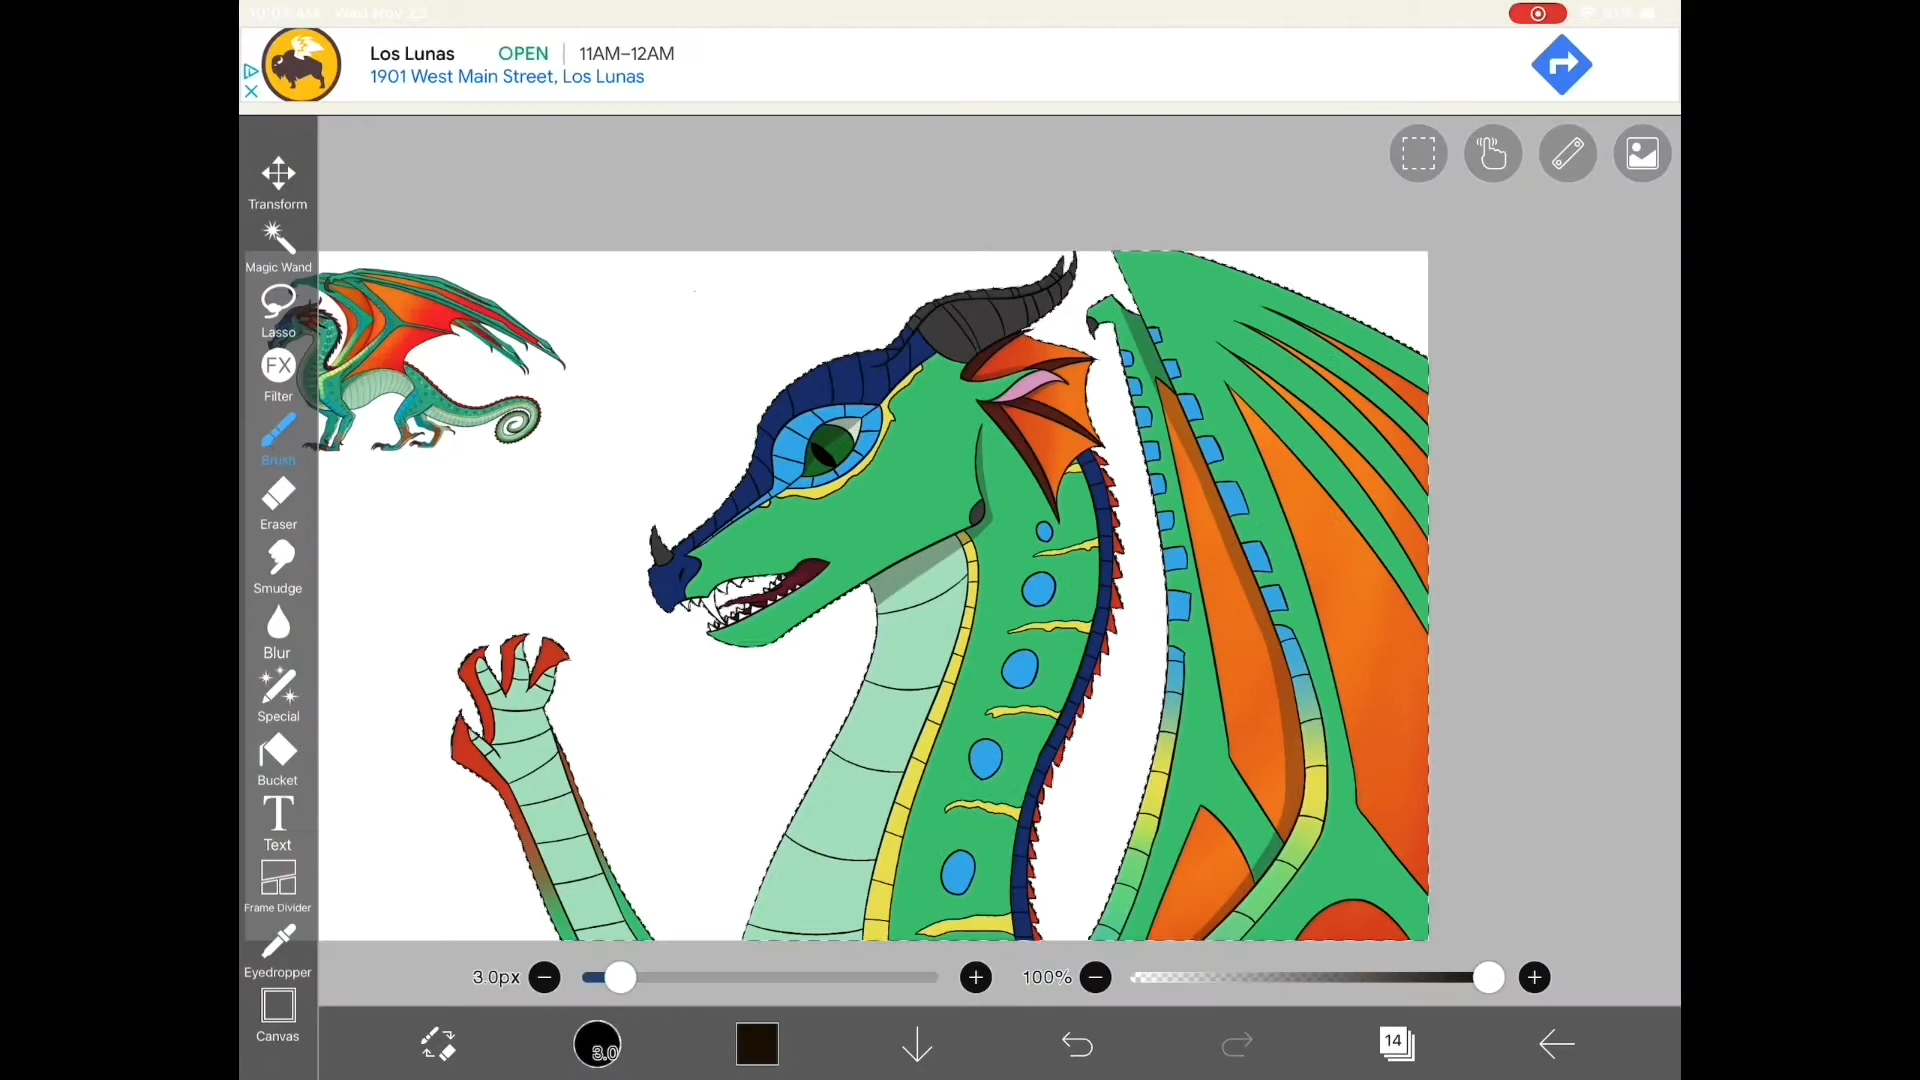 Los Lunas OPEN 11AM–12AM
1901 West Main Street, Los Lunas
Transform
Magic Wand
Lasso
FX
Filter
Brush
Eraser
Smudge
Blur
Special
Bucket
T
Text
Frame Divider
Eyedropper
Canvas
3.0px
100%
3.0
14